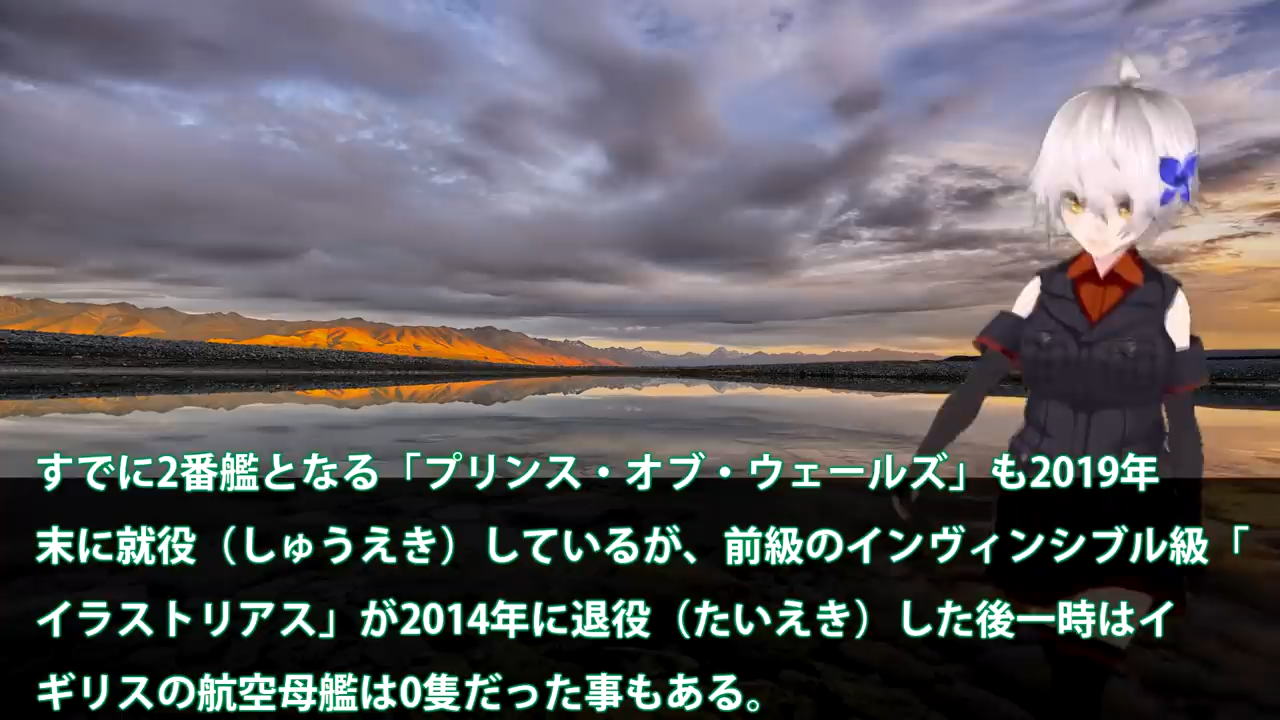 すでに2番艦となる「プリンス・オブ・ウェールズ」も2019年
末に就役（しゅうえき）しているが、前級のインヴィンシブル級「
イラストリアス」が2014年に退役（たいえき）した後一時はイ
ギリスの航空母艦は0隻だった事もある。